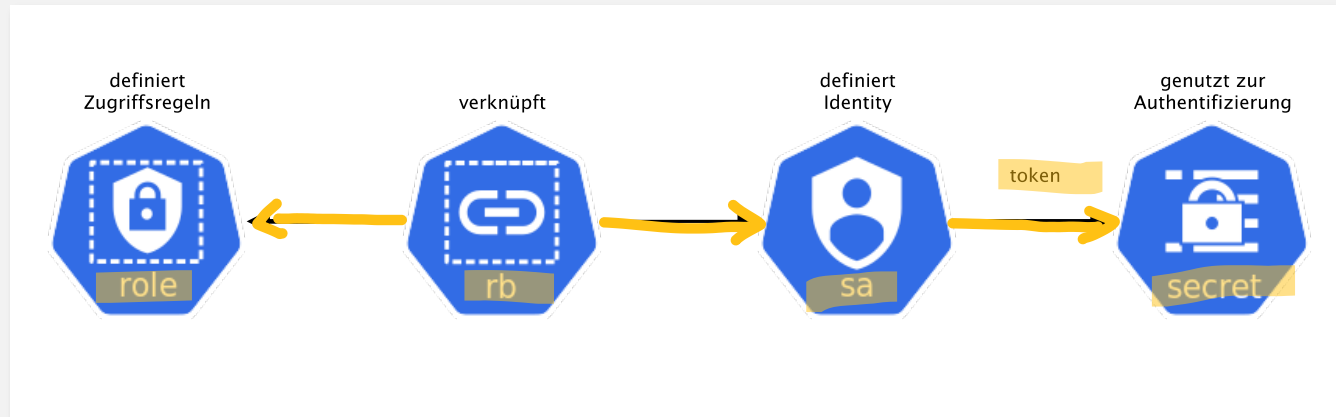 definiert
Zugriffsregeln
verknüpft
definiert
Identity
genutzt zur
Authentifizierung
token
role
rb
sa
secret